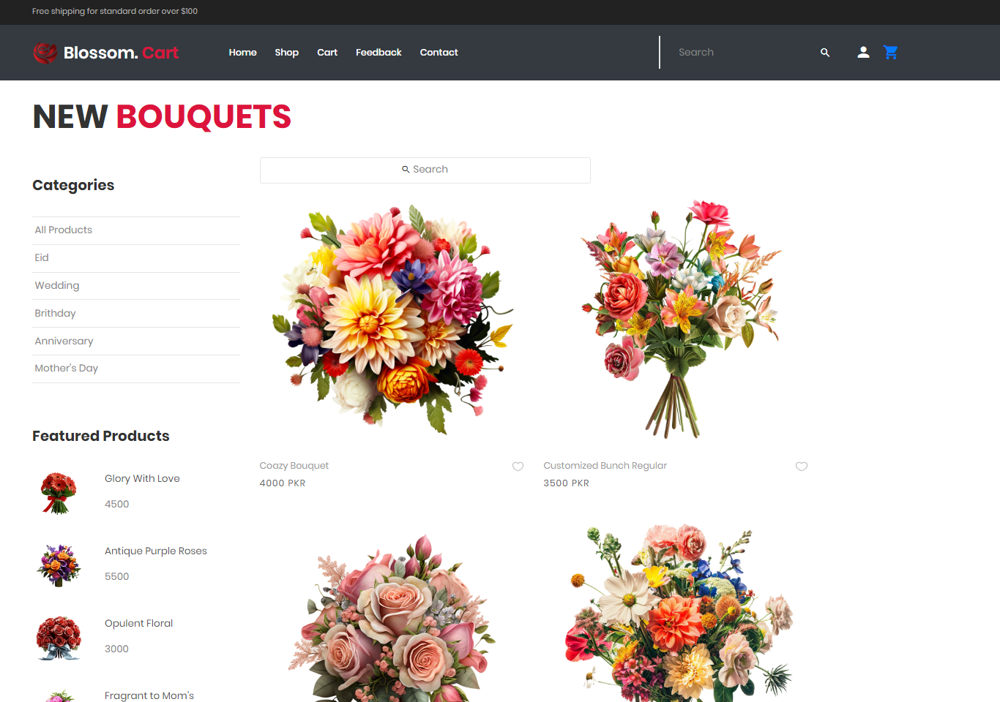 Free shipping for standard order over $100
Blossom. Cart
Home
Shop
Cart
Feedback
Contact
Search
NEW BOUQUETS
Search
Categories
All Products
Eid
Wedding
Brithday
Anniversary
Mother's Day
Featured Products
Glory With Love
4500
Antique Purple Roses
5500
Opulent Floral
3000
Fragrant to Mom's
Coazy Bouquet
4000 PKR
Customized Bunch Regular
3500 PKR